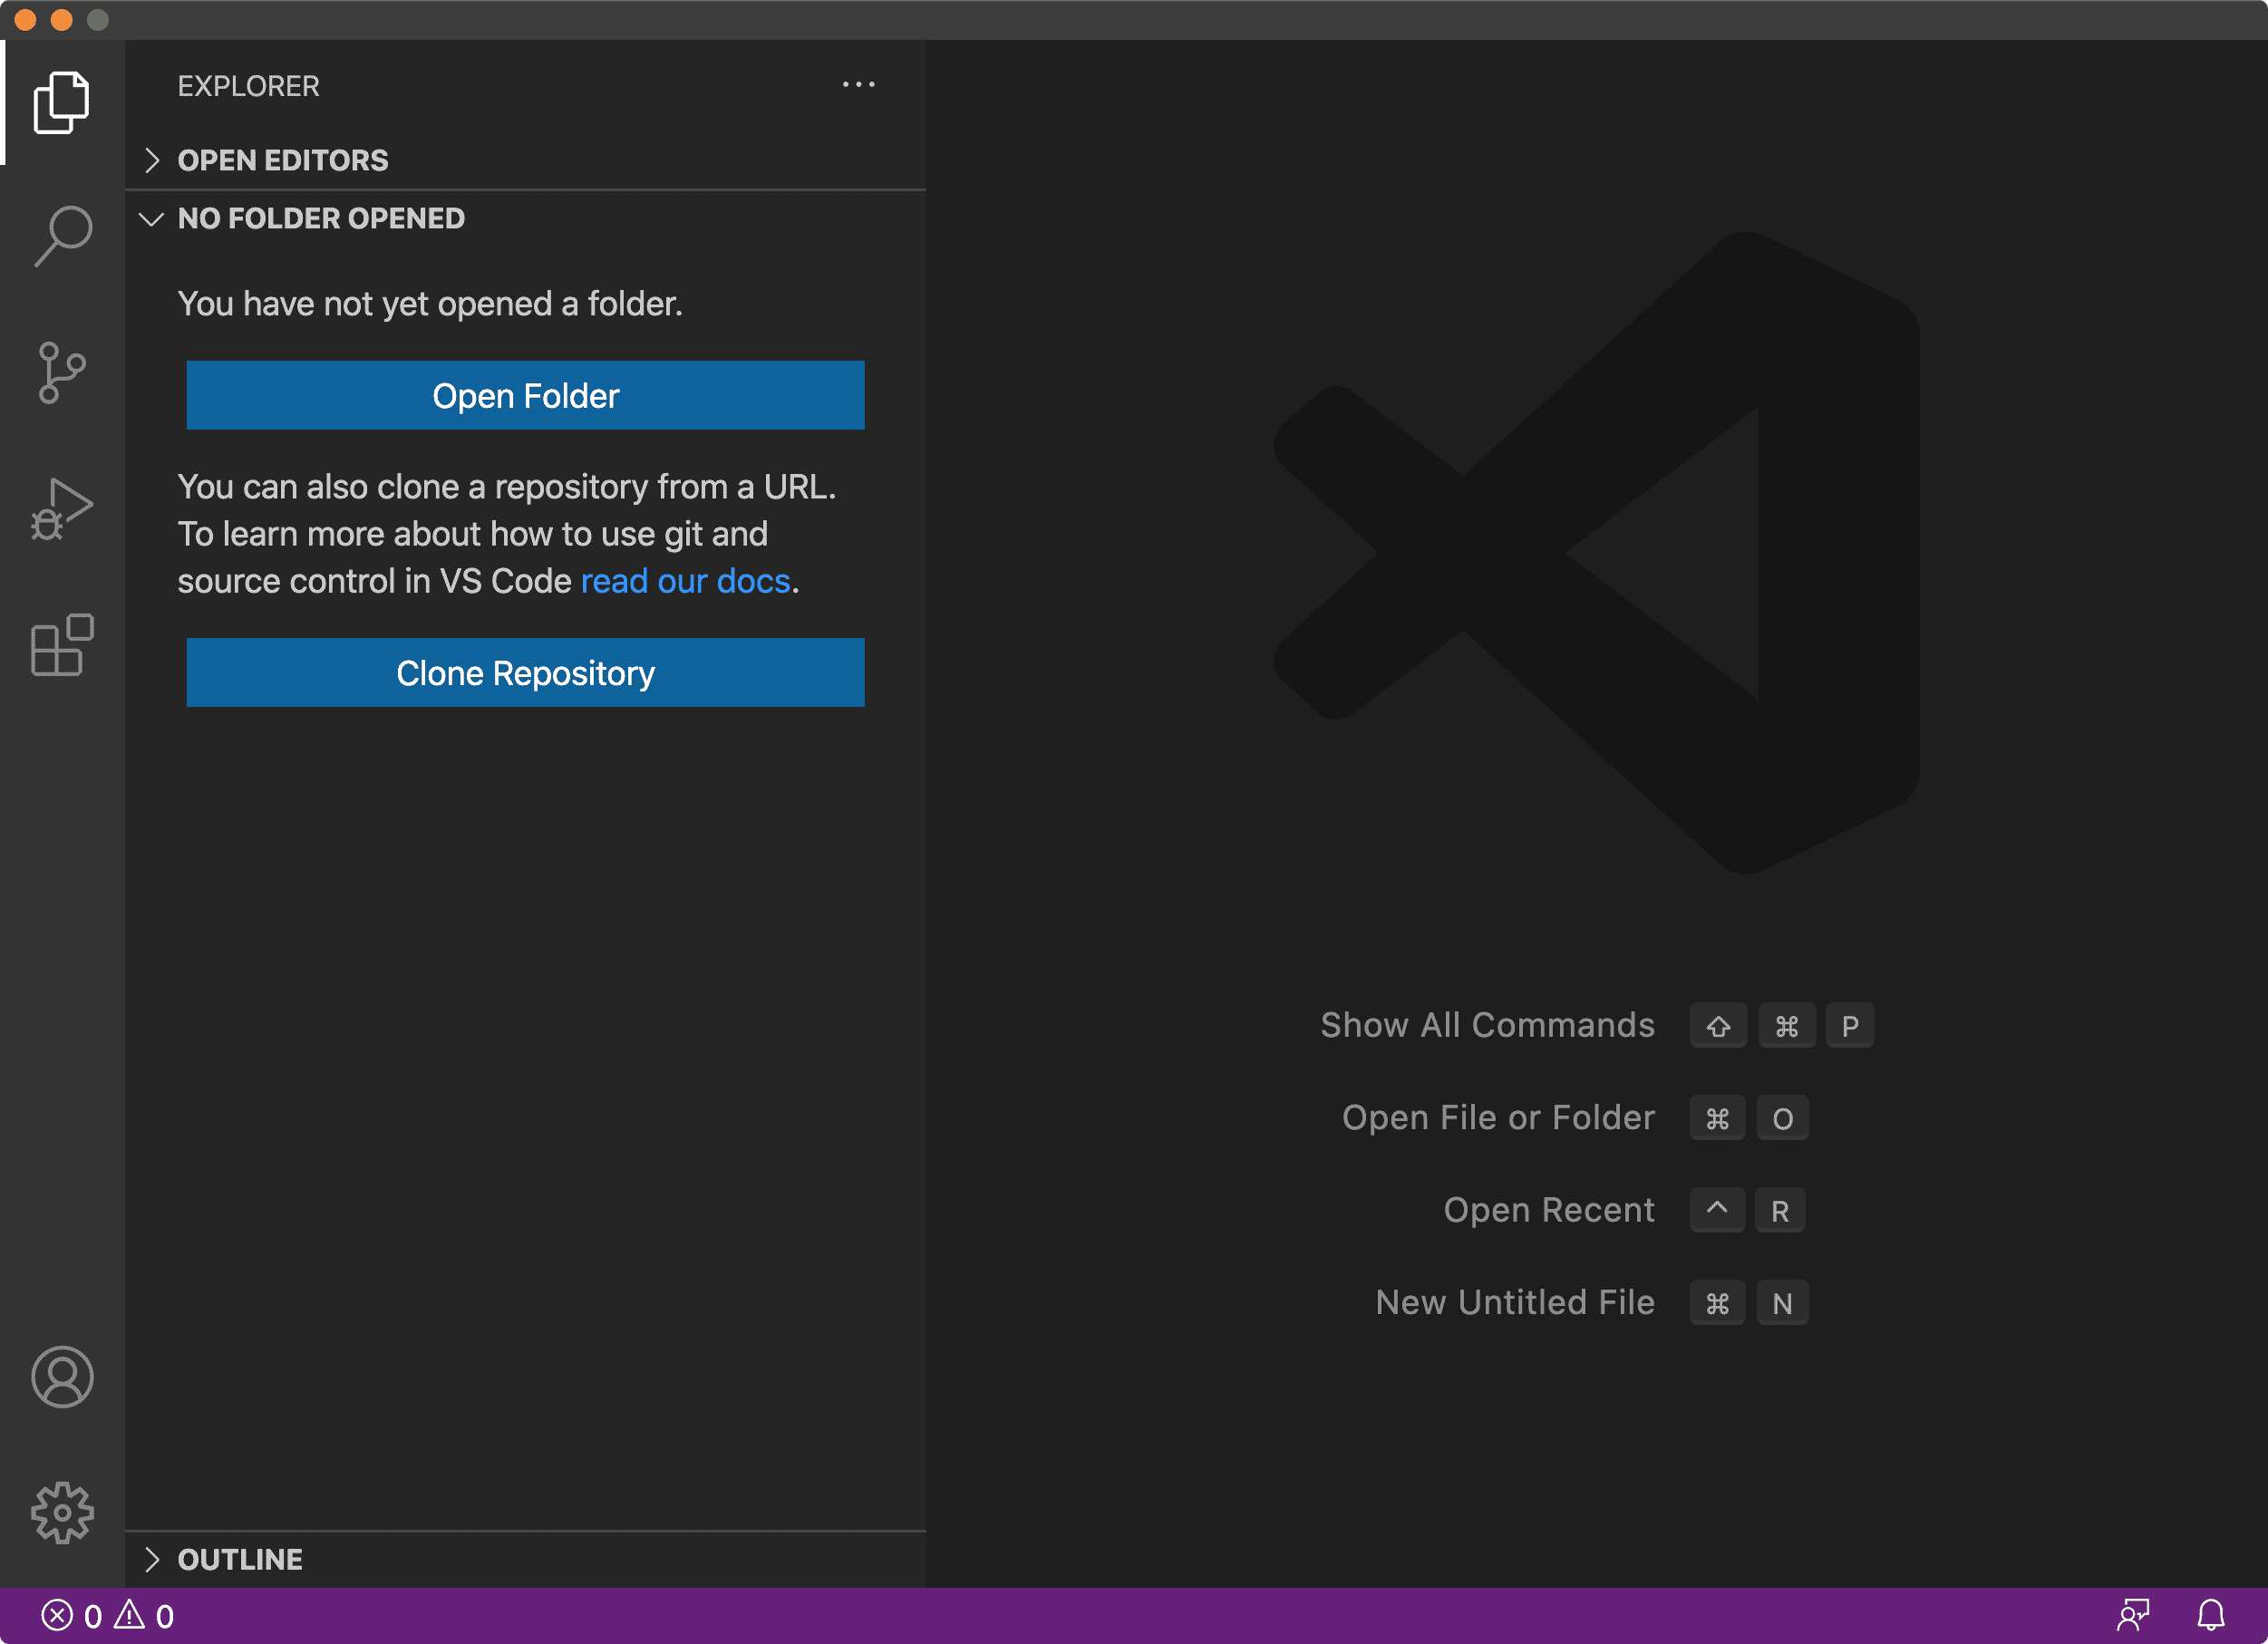 EXPLORER
OPEN EDITORS
NO FOLDER OPENED
You have not yet opened a folder.
Open Folder
You can also clone a repository from a URL.
To learn more about how to use git and
source control in VS Code read our docs.
Clone Repository
Show All Commands ⇧ ⌘ P
Open File or Folder ⌘ O
Open Recent ^ R
New Untitled File ⌘ N
OUTLINE
0 0